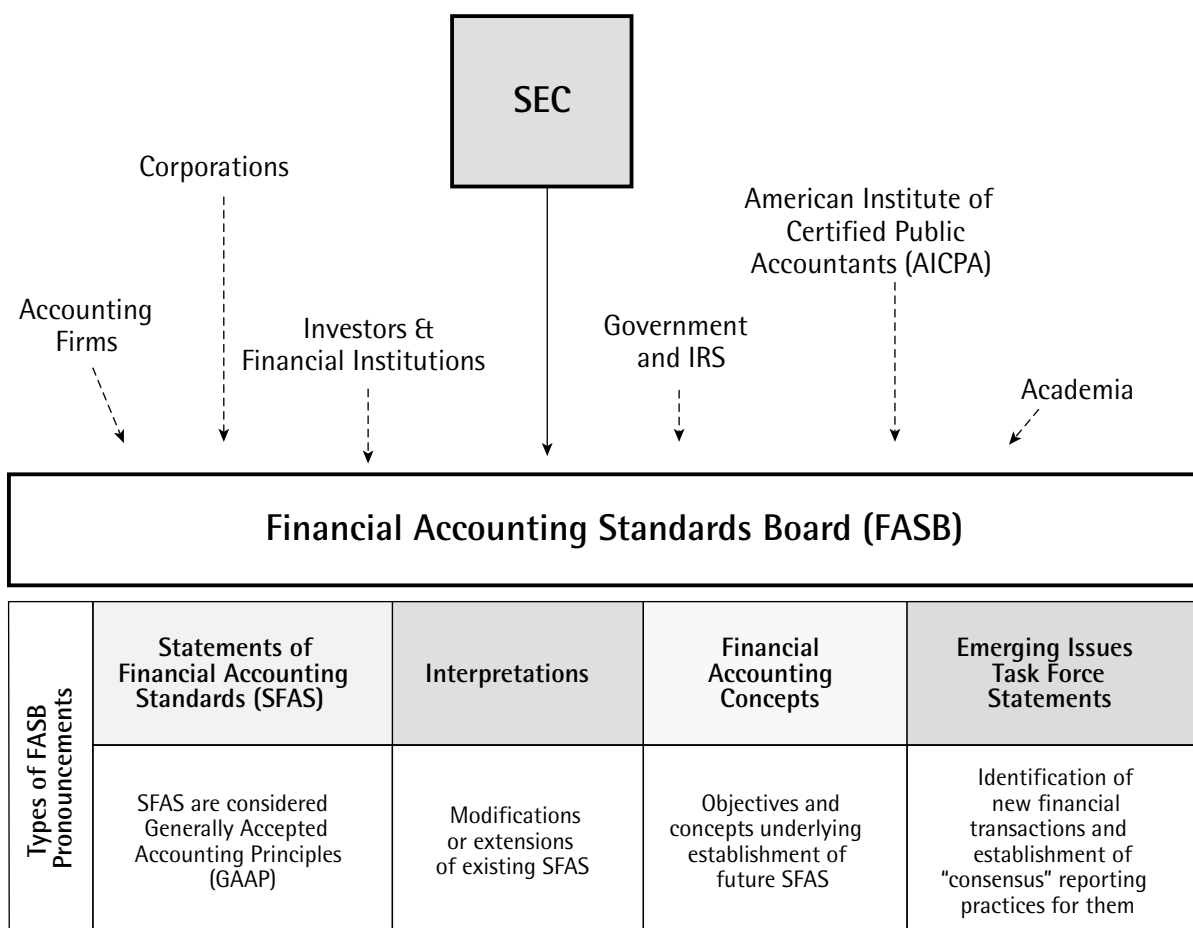 SEC
Corporations
American Institute of
Certified Public
Accountants (AICPA)
Accounting
Firms
Investors &
Financial Institutions
Government
and IRS
Academia
Financial Accounting Standards Board (FASB)
Types of FASB
Pronouncements
Statements of
Financial Accounting
Standards (SFAS)
Interpretations
Financial
Accounting
Concepts
Emerging Issues
Task Force
Statements
SFAS are considered
Generally Accepted
Accounting Principles
(GAAP)
Modifications
or extensions
of existing SFAS
Objectives and
concepts underlying
establishment of
future SFAS
Identification of
new financial
transactions and
establishment of
“consensus” reporting
practices for them